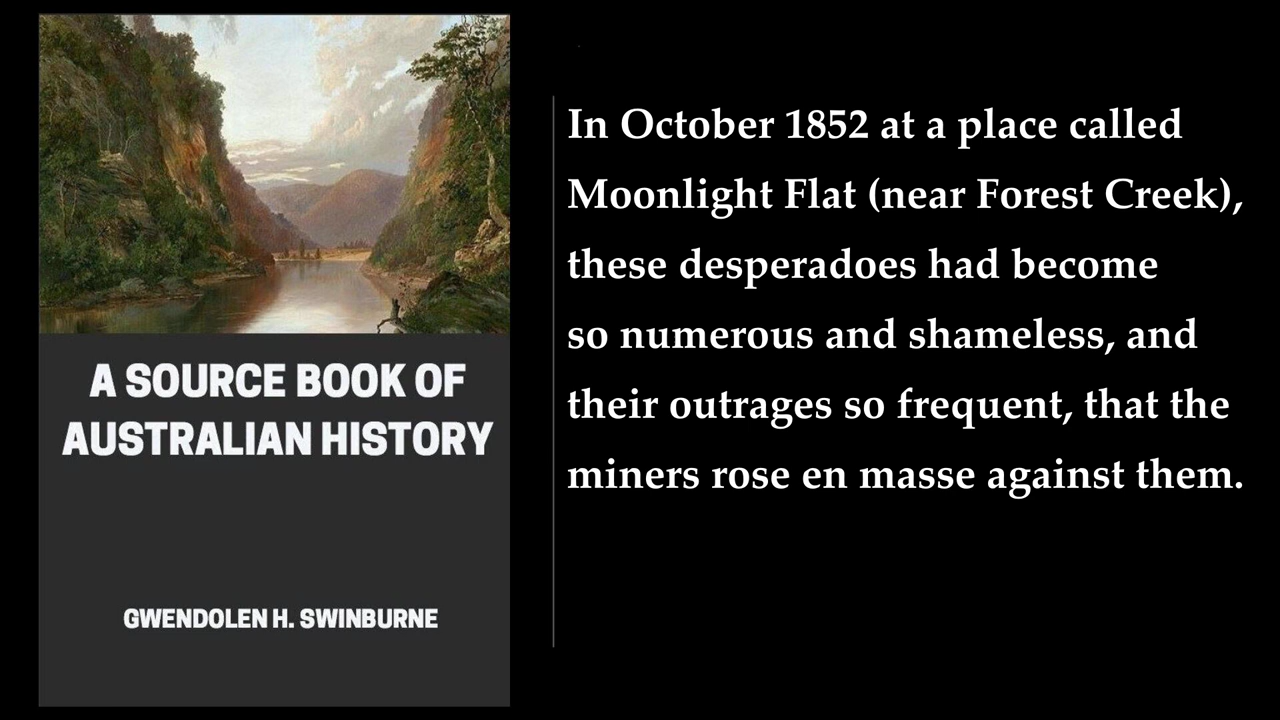 A SOURCE BOOK OF
AUSTRALIAN HISTORY
GWENDOLEN H. SWINBURNE
In October 1852 at a place called
Moonlight Flat (near Forest Creek),
these desperadoes had become
so numerous and shameless, and
their outrages so frequent, that the
miners rose en masse against them.